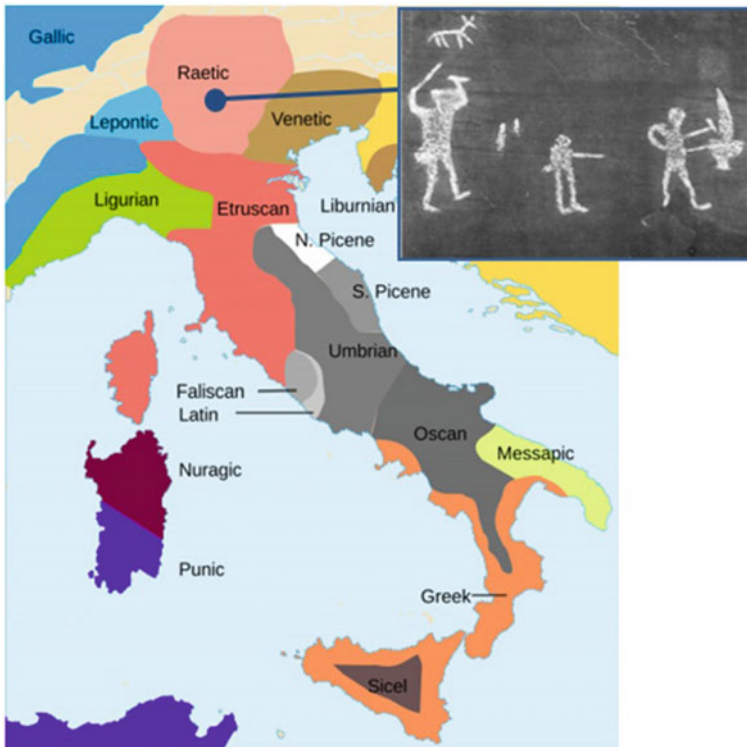 Gallic
Raetic
Lepontic
Venetic
Ligurian
Etruscan
Liburnian
N. Picene
S. Picene
Umbrian
Faliscan
Latin
Oscan
Messapic
Nuragic
Punic
Greek
Sicel